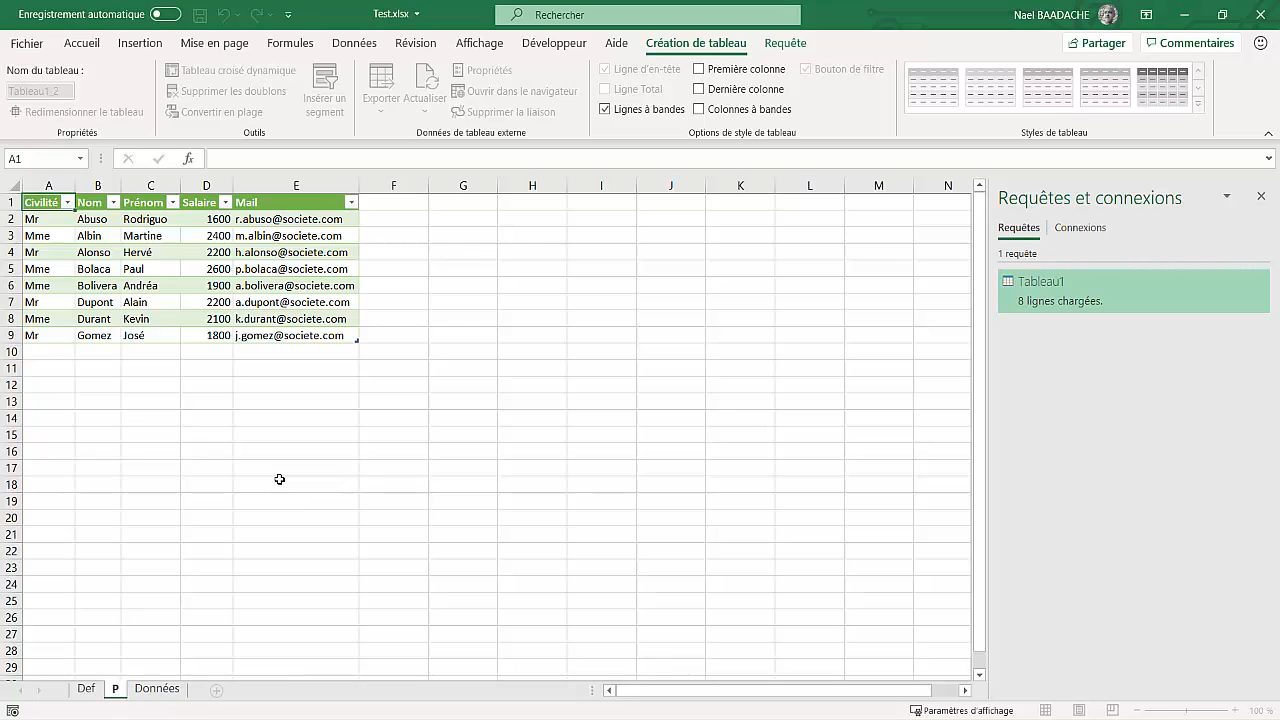 Enregistrement automatique Test.xlsx Rechercher Nael BAADACHE
Fichier Accueil Insertion Mise en page Formules Données Révision Affichage Développeur Aide Création de tableau Requête Partager Commentaires
Nom du tableau :
Tableau1_2
Redimensionner le tableau
Propriétés
Tableau croisé dynamique
Supprimer les doublons
Convertir en plage
Insérer un
segment
Outils
Exporter Actualiser
Propriétés
Ouvrir dans le navigateur
Supprimer la liaison
Données de tableau externe
Ligne d'en-tête Première colonne Bouton de filtre
Ligne Total Dernière colonne
Lignes à bandes Colonnes à bandes
Options de style de tableau
Styles de tableau
A1 fx
A B C D E F G H I J K L M N
1 Civilité Nom Prénom Salaire Mail
2 Mr Abuso Rodriguo 1600 r.abuso@societe.com
3 Mme Albin Martine 2400 m.albin@societe.com
4 Mr Alonso Hervé 2200 h.alonso@societe.com
5 Mme Bolaca Paul 2600 p.bolaca@societe.com
6 Mme Bolivera Andréa 1900 a.bolivera@societe.com
7 Mr Dupont Alain 2200 a.dupont@societe.com
8 Mme Durant Kevin 2100 k.durant@societe.com
9 Mr Gomez José 1800 j.gomez@societe.com
10
11
12
13
14
15
16
17
18
19
20
21
22
23
24
25
26
27
28
29
Requêtes et connexions
Requêtes Connexions
1 requête
Tableau1
8 lignes chargées.
Def P Données
Paramètres d'affichage 100 %